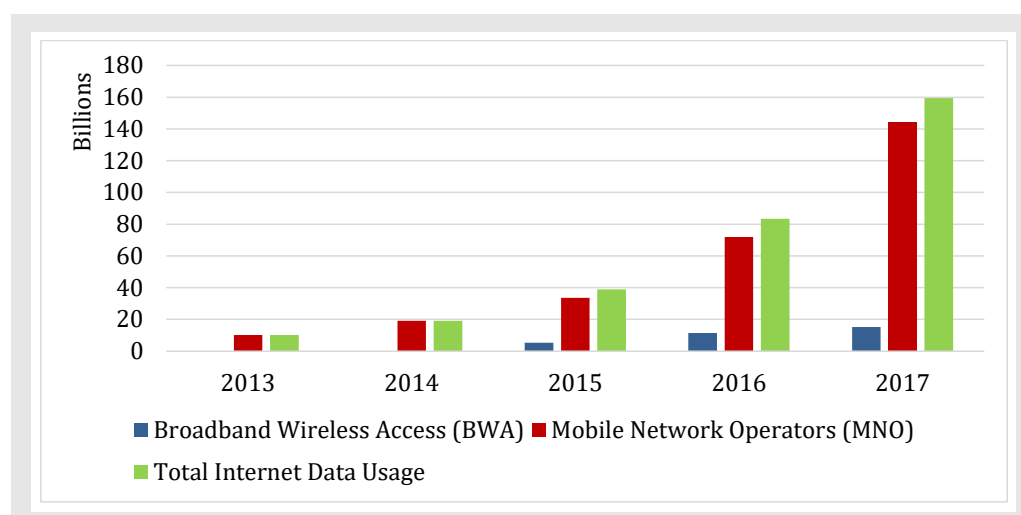 Billions
180
160
140
120
100
80
60
40
20
0
2013 2014 2015 2016 2017
Broadband Wireless Access (BWA) Mobile Network Operators (MNO)
Total Internet Data Usage